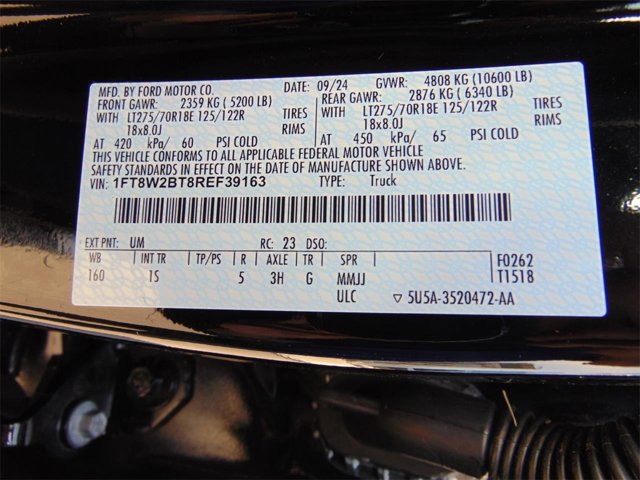 MFD. BY FORD MOTOR CO.
DATE: 09/24 GVWR: 4808 KG (10600 LB)
FRONT GAWR: 2359 KG (5200 LB)
REAR GAWR: 2876 KG (6340 LB)
WITH LT275/70R18E 125/122R TIRES
18x8.0J RIMS
WITH LT275/70R18E 125/122R TIRES
18x8.0J RIMS
AT 420 kPa/ 60 PSI COLD
AT 450 kPa/ 65 PSI COLD
THIS VEHICLE CONFORMS TO ALL APPLICABLE FEDERAL MOTOR VEHICLE
SAFETY STANDARDS IN EFFECT ON THE DATE OF MANUFACTURE SHOWN ABOVE.
VIN: 1FT8W2BT8REF39163 TYPE: Truck
EXT PNT: UM RC: 23 DSO:
WB INT TR TP/PS R AXLE TR SPR
160 1S 5 3H G MMJJ
ULC
F0262
T1518
▽ 5U5A-3520472-AA